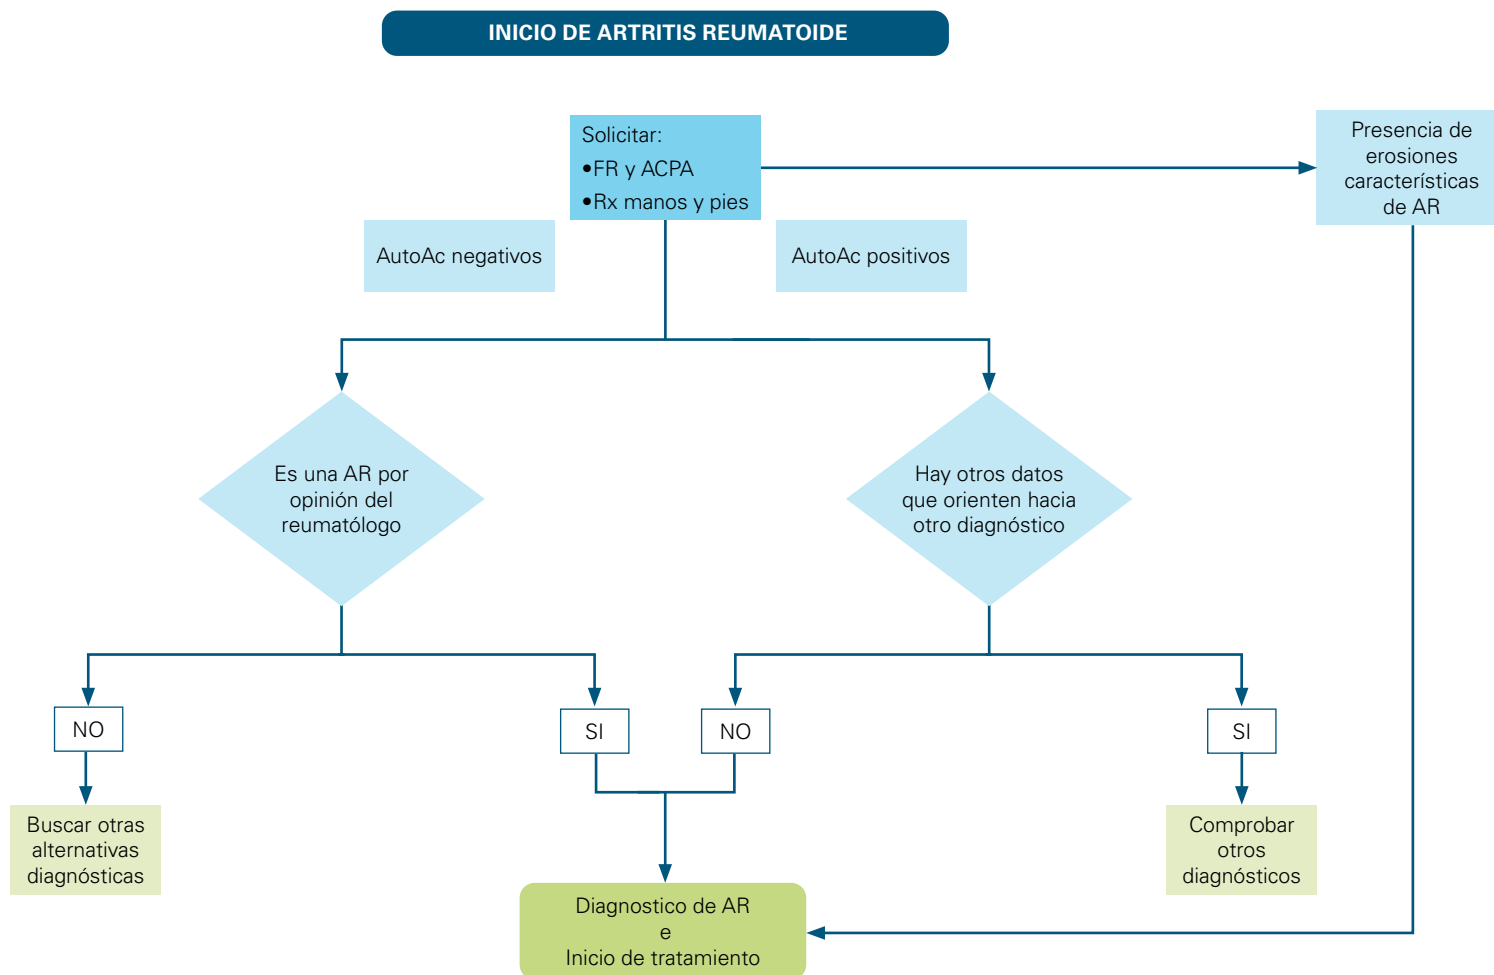 INICIO DE ARTRITIS REUMATOIDE
Solicitar:
•FR y ACPA
•Rx manos y pies
Presencia de
erosiones
características
de AR
AutoAc negativos
AutoAc positivos
Es una AR por
opinión del
reumatólogo
Hay otros datos
que orienten hacia
otro diagnóstico
NO
SI
NO
SI
Buscar otras
alternativas
diagnósticas
Comprobar
otros
diagnósticos
Diagnostico de AR
e
Inicio de tratamiento